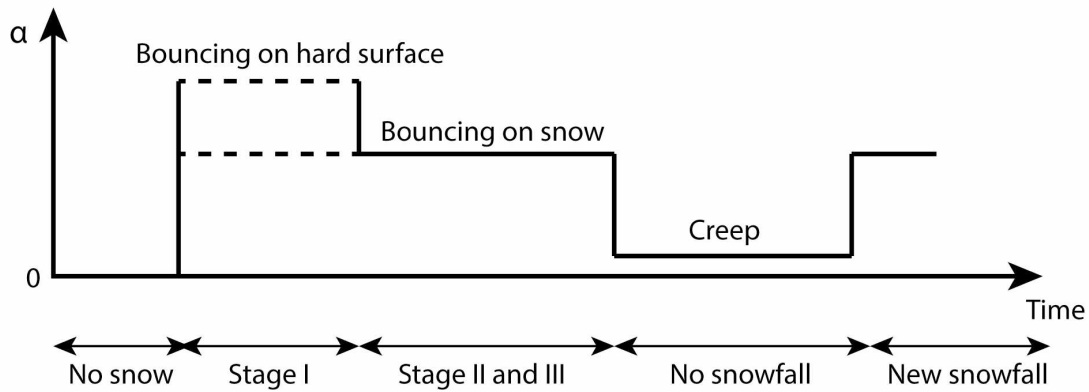 α
Bouncing on hard surface
Bouncing on snow
Creep
0
Time
No snow
Stage I
Stage II and III
No snowfall
New snowfall